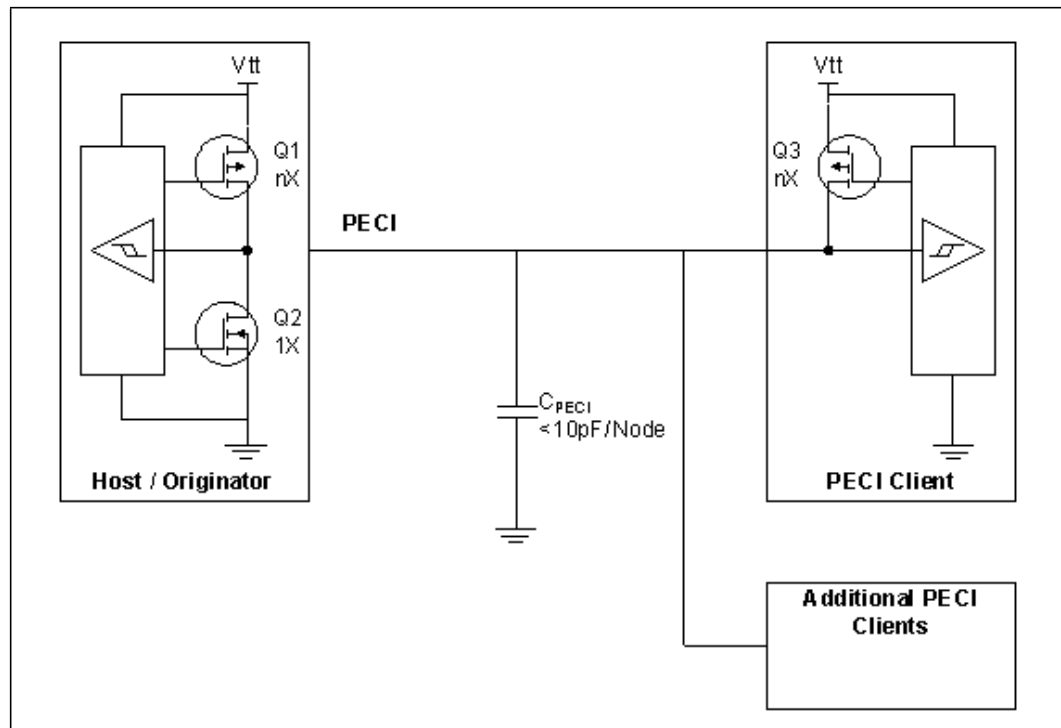 Vtt
Q1
nX
Q2
1X
Host / Originator
PECI
CPECI
<10pF/Node
Vtt
Q3
nX
PECI Client
Additional PECI
Clients